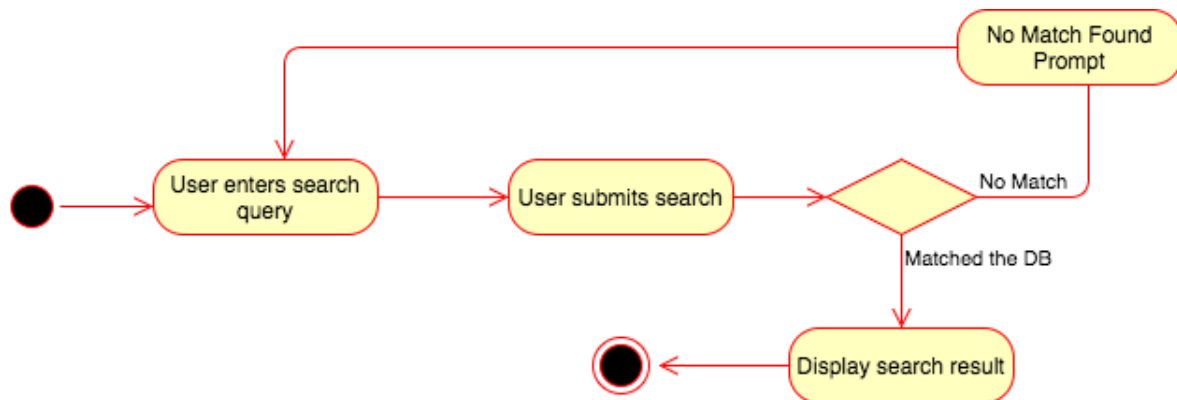 No Match Found
Prompt
User enters search
query
User submits search
No Match
Matched the DB
Display search result